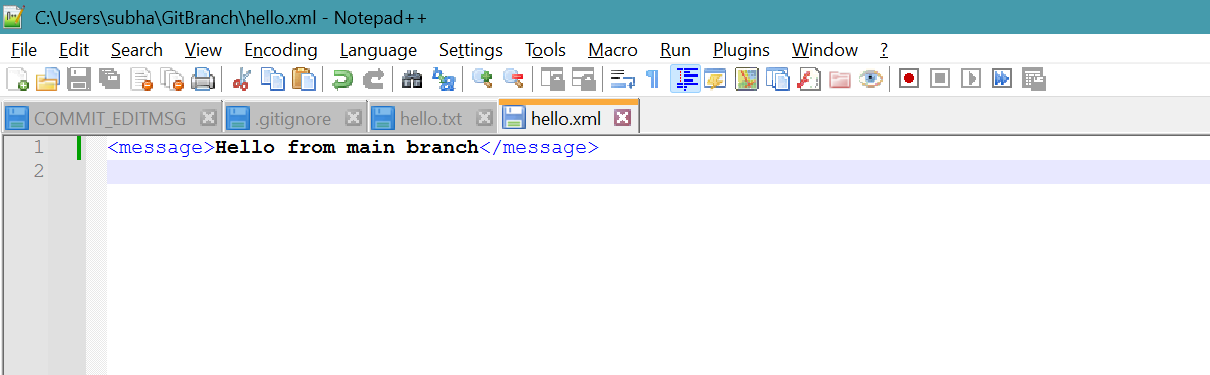 C:\Users\subha\GitBranch\hello.xml - Notepad++
File Edit Search View Encoding Language Settings Tools Macro Run Plugins Window ?
COMMIT_EDITMSG .gitignore hello.txt hello.xml
1 <message>Hello from main branch</message>
2